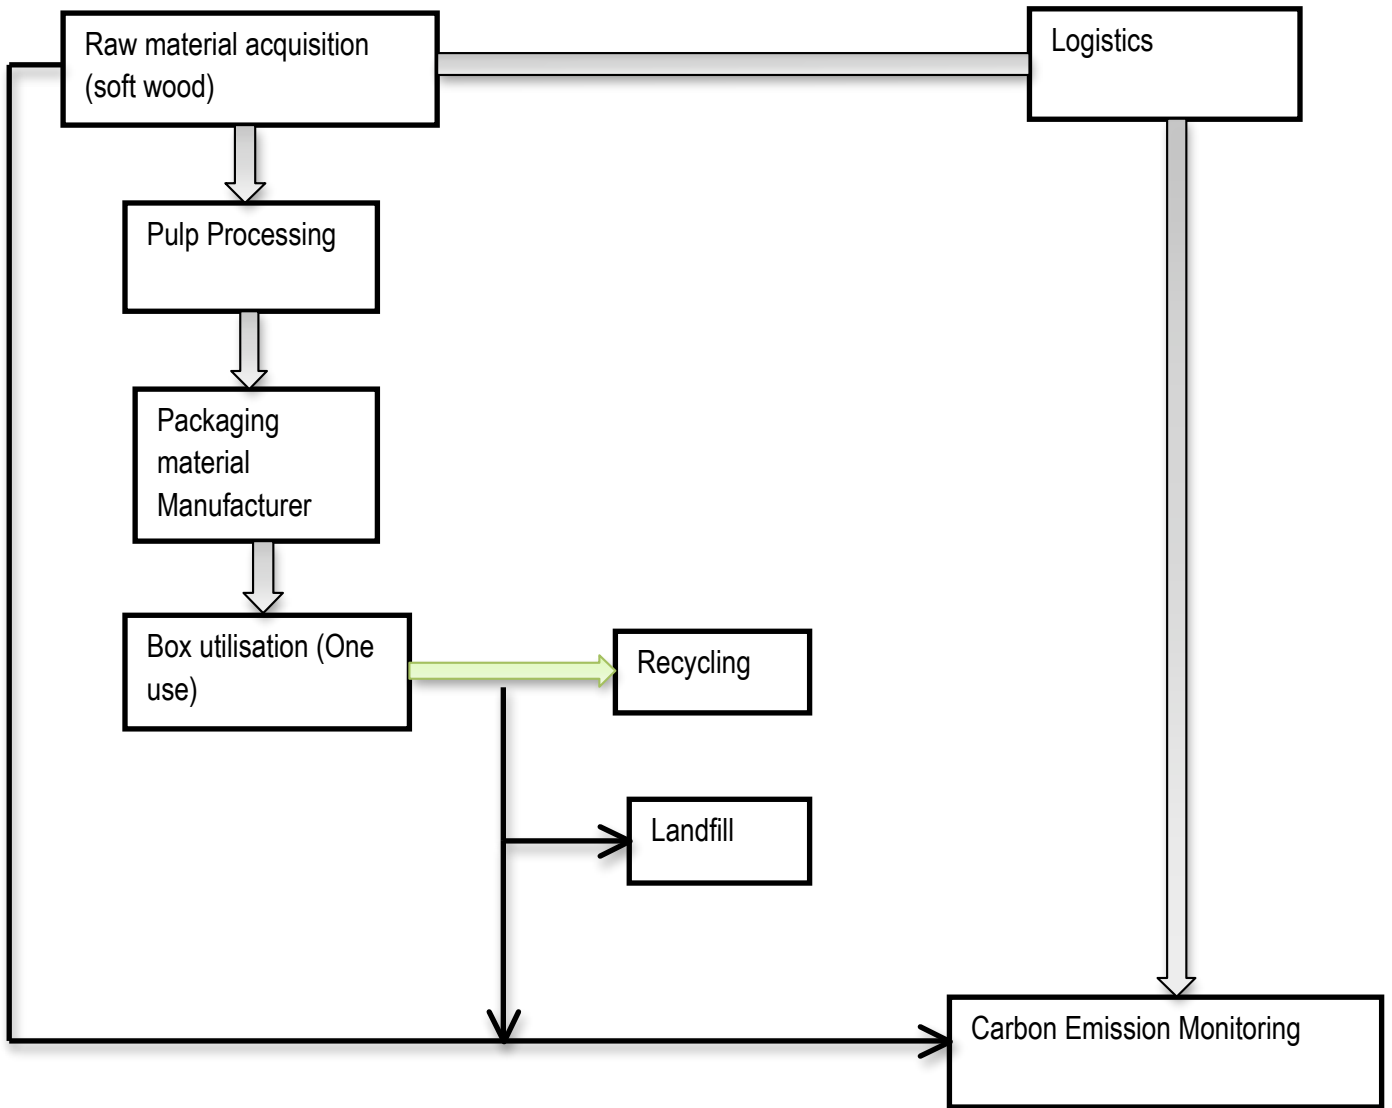 Raw material acquisition
(soft wood)
Logistics
Pulp Processing
Packaging
material
Manufacturer
Box utilisation (One
use)
Recycling
Landfill
Carbon Emission Monitoring